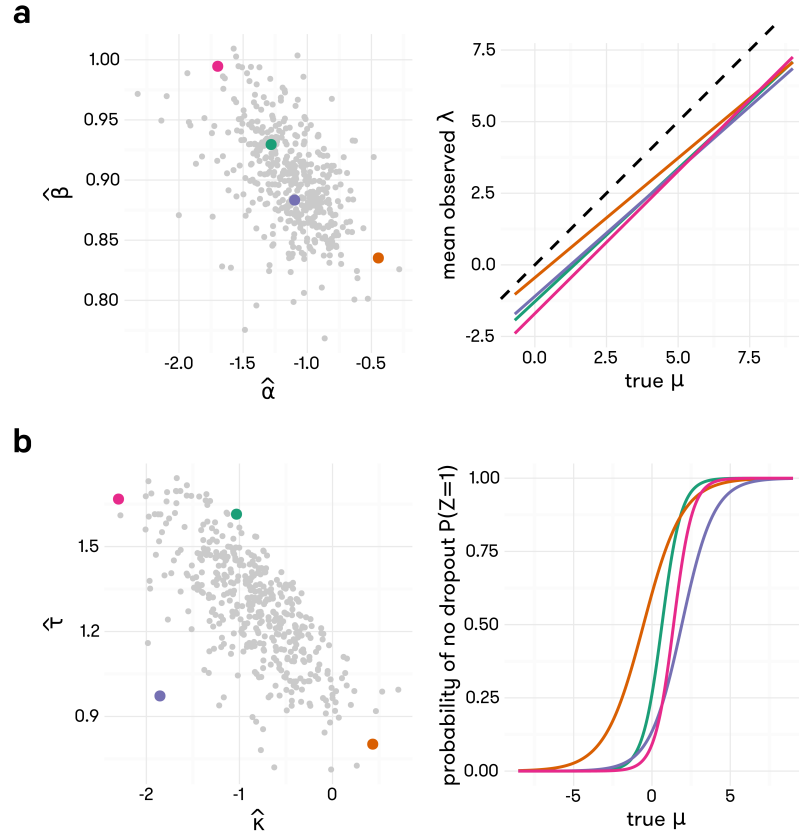 a
1.00
0.95
0.90
0.85
0.80
β̂
-2.0 -1.5 -1.0 -0.5
α̂
7.5
5.0
2.5
0.0
-2.5
mean observed λ
0.0 2.5 5.0 7.5
true μ
b
1.5
1.2
0.9
τ̂
-2 -1 0
κ̂
1.00
0.75
0.50
0.25
0.00
probability of no dropout P(Z=1)
-5 0 5
true μ